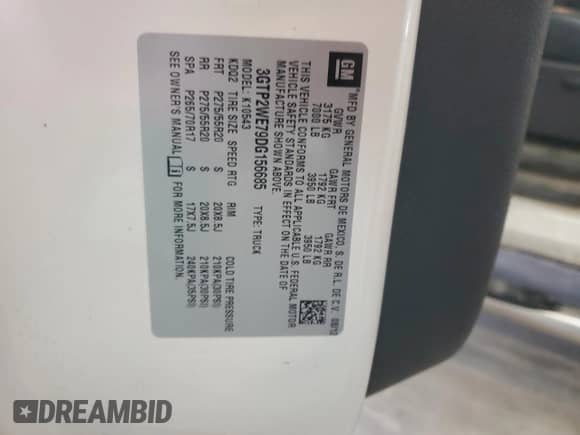 GM
MFD BY GENERAL MOTORS DE MEXICO, S. DE R.L. DE C.V. 08/12
GVWR GAWR FRT GAWR RR
3175 KG 1792 KG 1792 KG
7000 LB 3950 LB 3950 LB
THIS VEHICLE CONFORMS TO ALL APPLICABLE U.S. FEDERAL MOTOR
VEHICLE SAFETY STANDARDS IN EFFECT ON THE DATE OF
MANUFACTURE SHOWN ABOVE.
3GTP2WE70DG156685 TYPE: TRUCK
MODEL: K10543
KDQ2 TIRE SIZE SPEED RTG RIM COLD TIRE PRESSURE
FRT P275/55R20 S 20X8.5J 210KPA(30PSI)
RR P275/55R20 S 20X8.5J 210KPA(30PSI)
SPA P265/70R17 S 17X7.5J 240KPA(35PSI)
SEE OWNER'S MANUAL FOR MORE INFORMATION.
DREAMBID